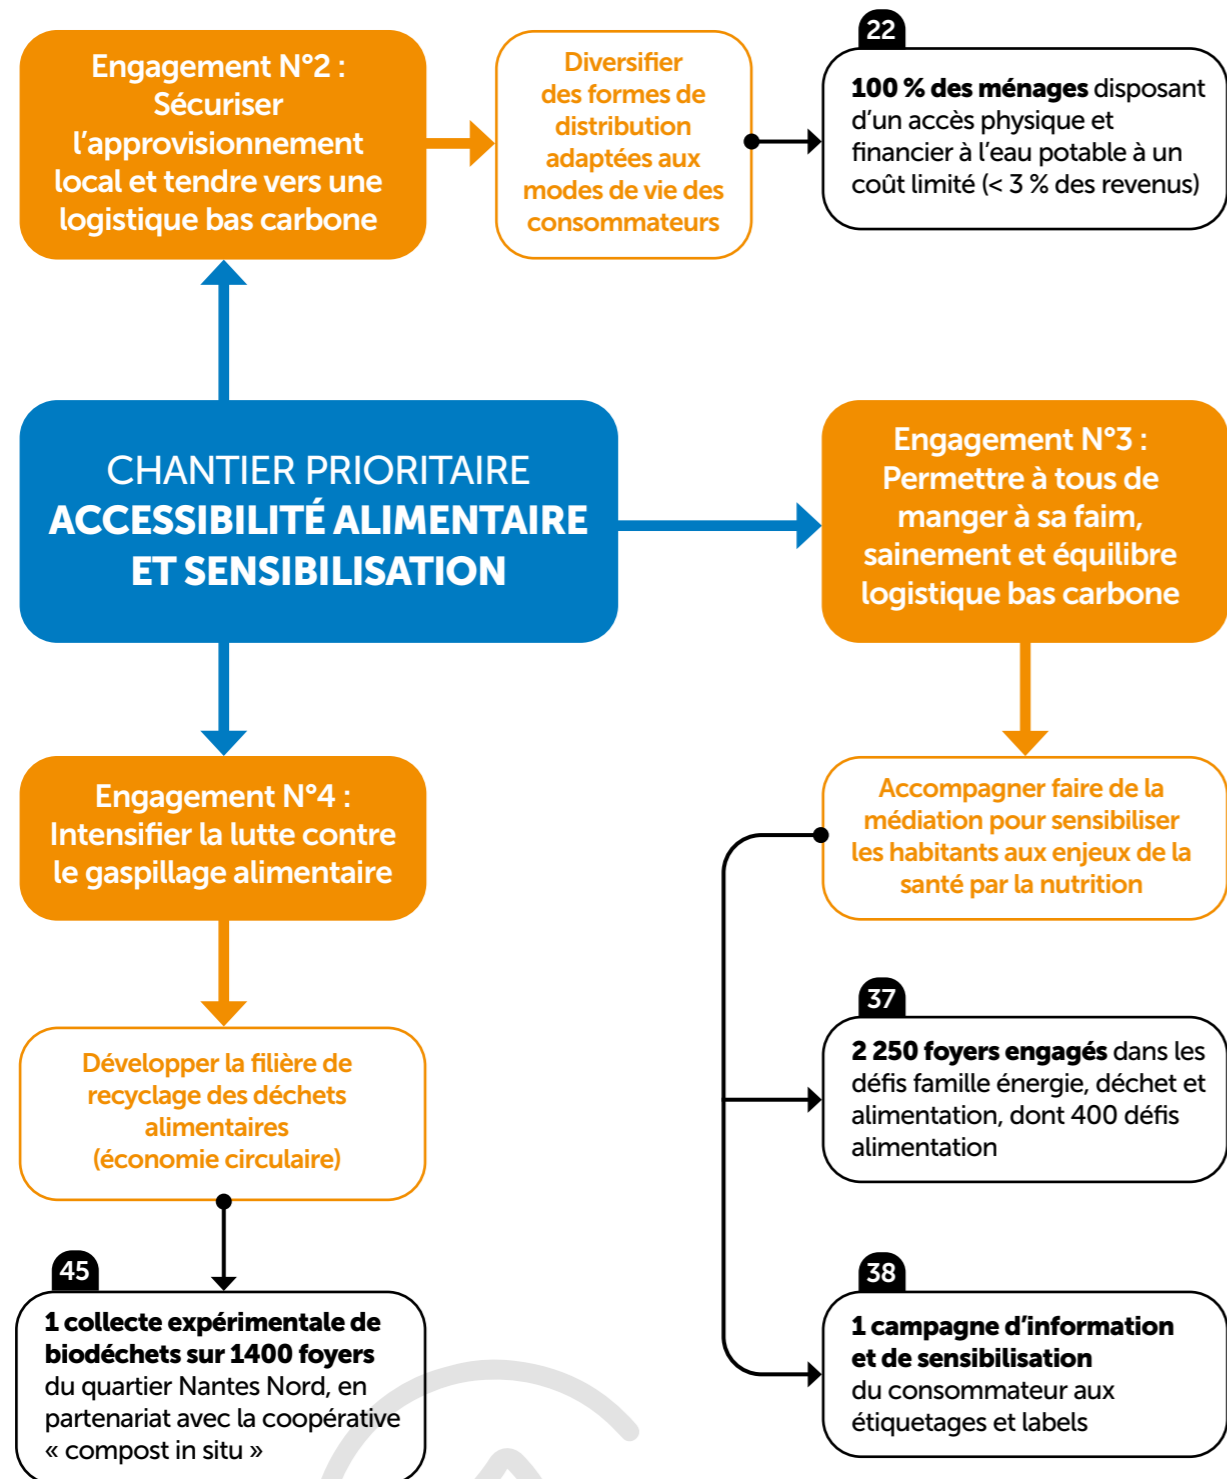 Engagement N°2 :
Sécuriser
l'approvisionnement
local et tendre vers une
logistique bas carbone
Diversifier
des formes de
distribution
adaptées aux
modes de vie des
consommateurs
22
100 % des ménages disposant
d'un accès physique et
financier à l'eau potable à un
coût limité (< 3 % des revenus)
CHANTIER PRIORITAIRE
ACCESSIBILITÉ ALIMENTAIRE
ET SENSIBILISATION
Engagement N°3 :
Permettre à tous de
manger à sa faim,
sainement et équilibre
logistique bas carbone
Engagement N°4 :
Intensifier la lutte contre
le gaspillage alimentaire
Accompagner faire de la
médiation pour sensibiliser
les habitants aux enjeux de la
santé par la nutrition
37
2 250 foyers engagés dans les
défis famille énergie, déchet et
alimentation, dont 400 défis
alimentation
Développer la filière de
recyclage des déchets
alimentaires
(économie circulaire)
45
1 collecte expérimentale de
biodéchets sur 1400 foyers
du quartier Nantes Nord, en
partenariat avec la coopérative
« compost in situ »
38
1 campagne d'information
et de sensibilisation
du consommateur aux
étiquetages et labels